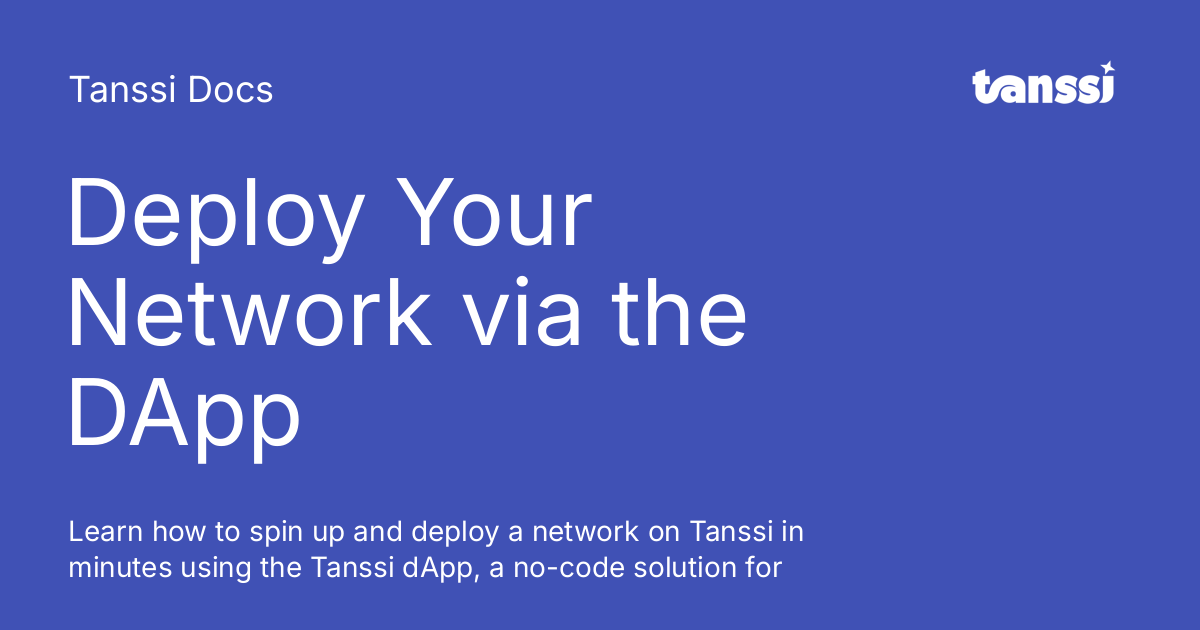 Tanssi Docs
tanssi
Deploy Your
Network via the
DApp
Learn how to spin up and deploy a network on Tanssi in
minutes using the Tanssi dApp, a no-code solution for